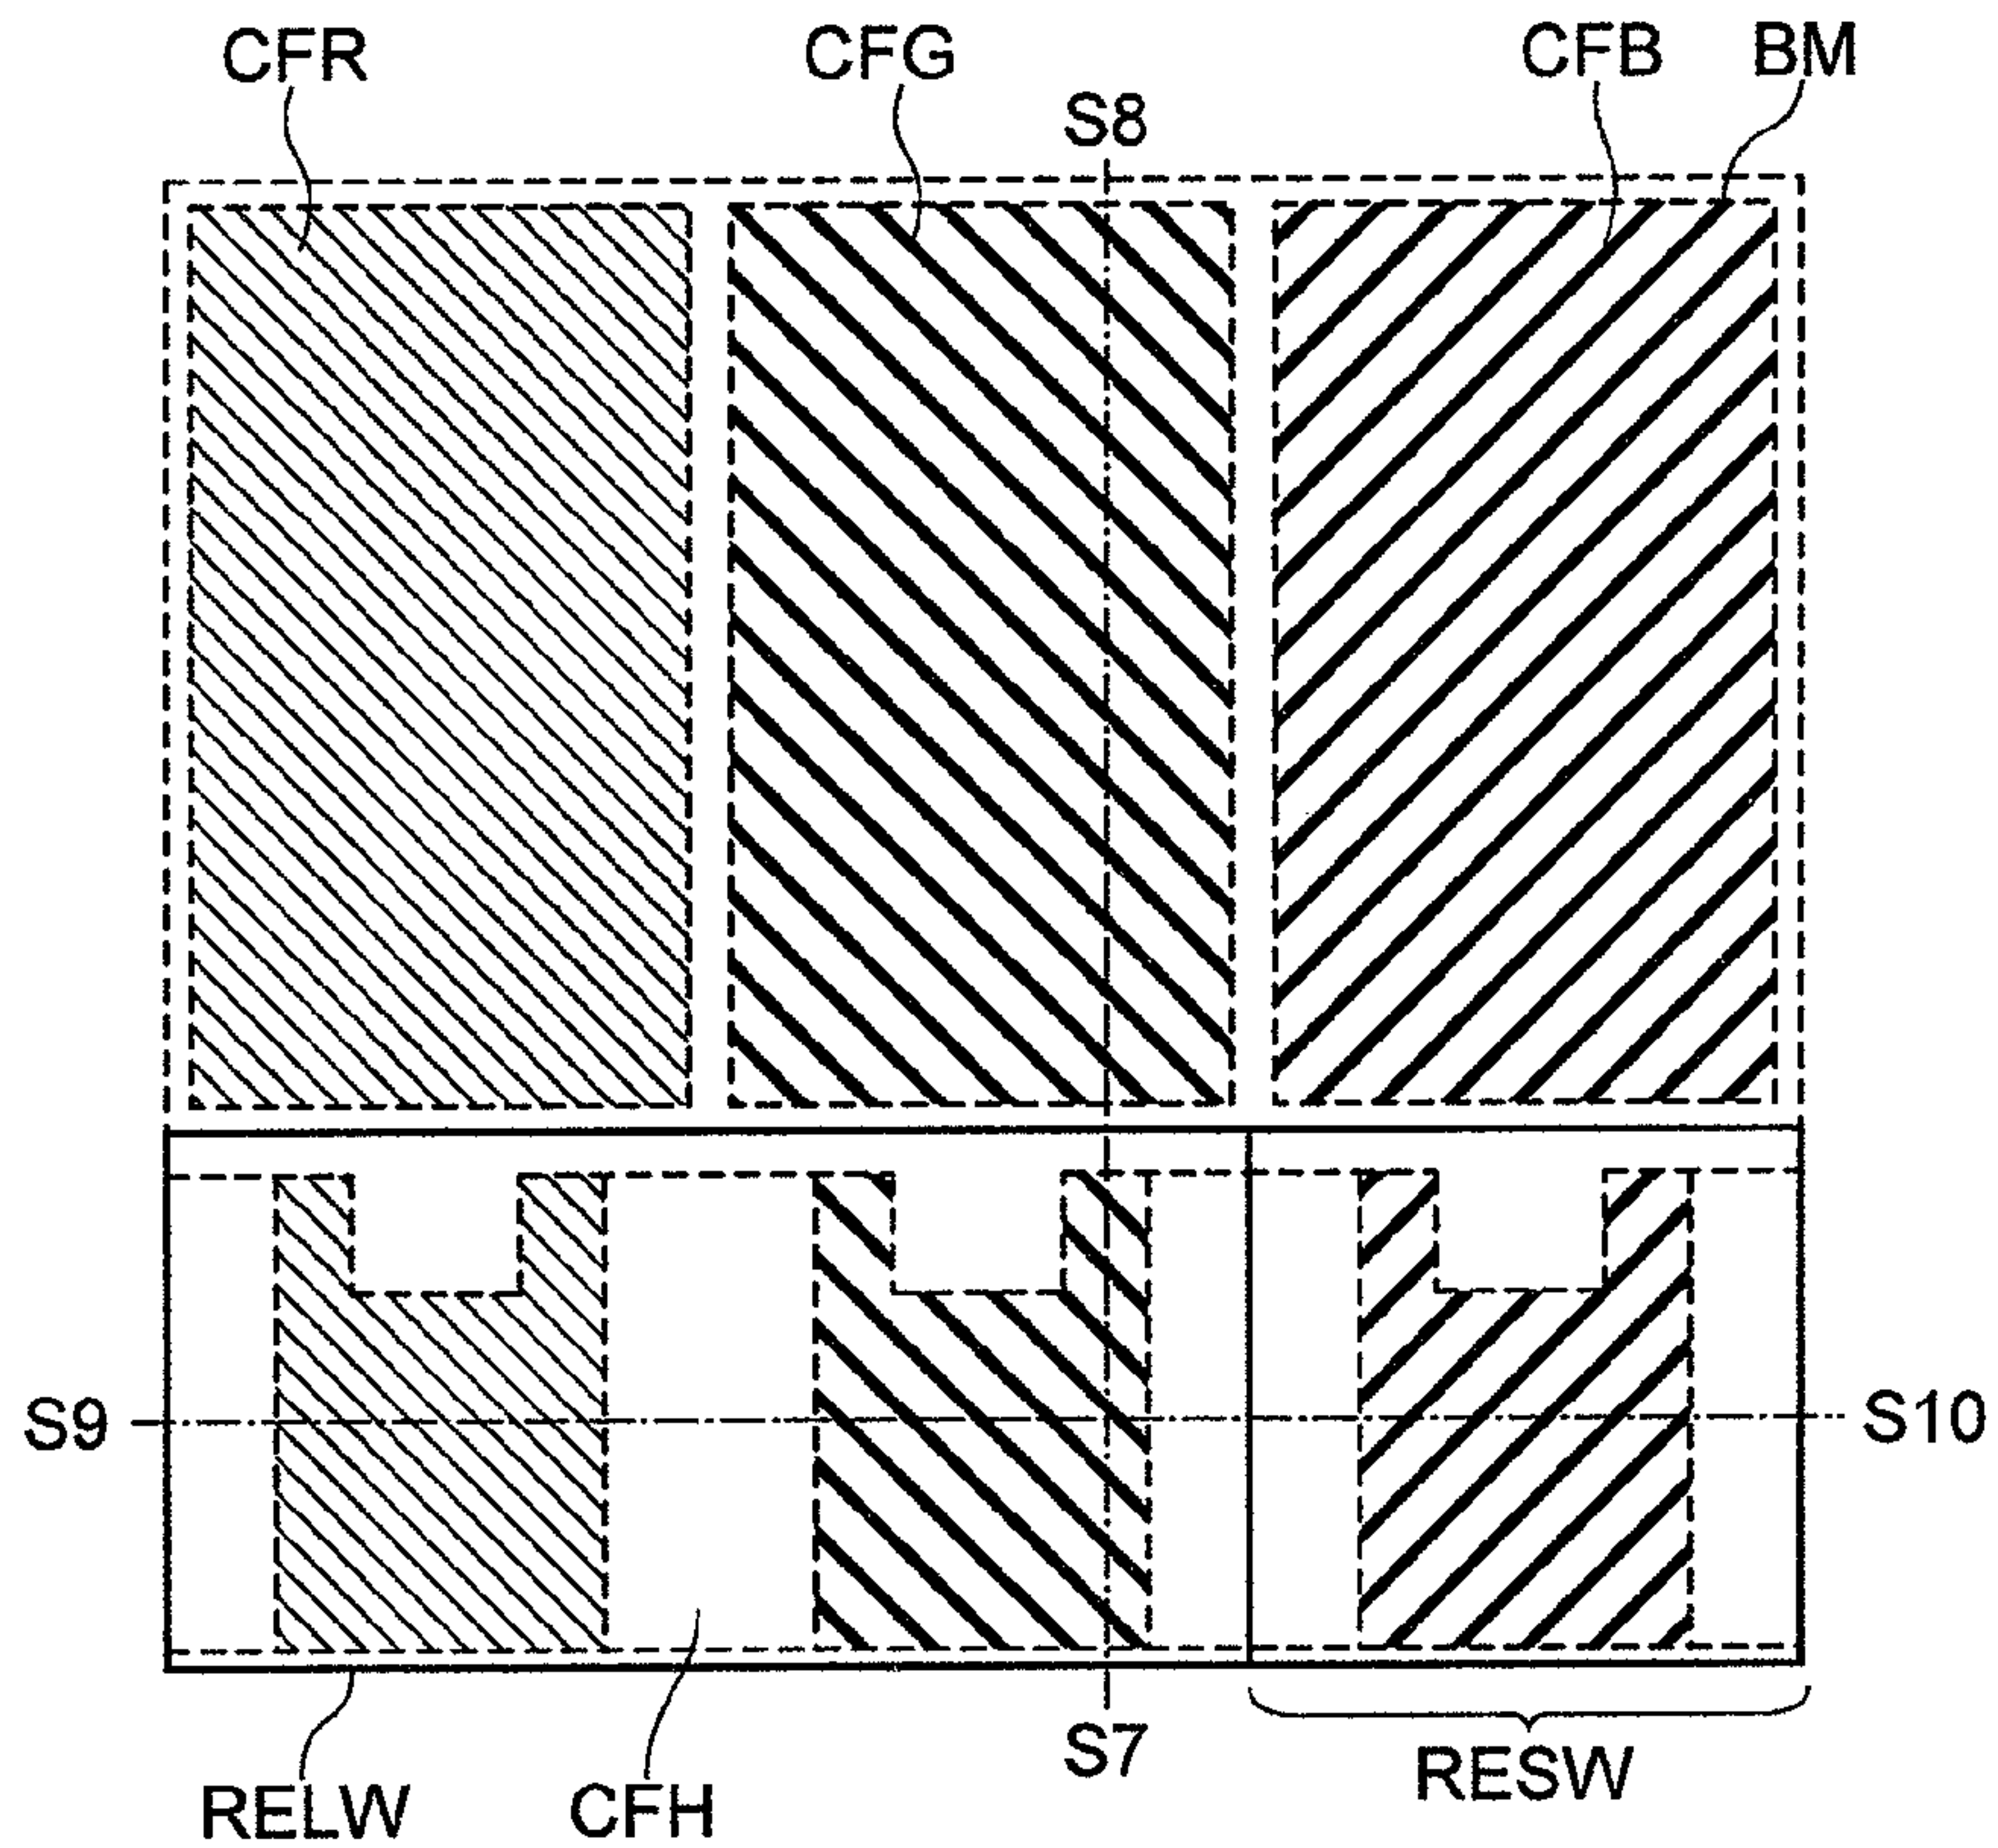 CFR CFG CFB BM
S8
S9 S10
S7
RESW
RELW CFH